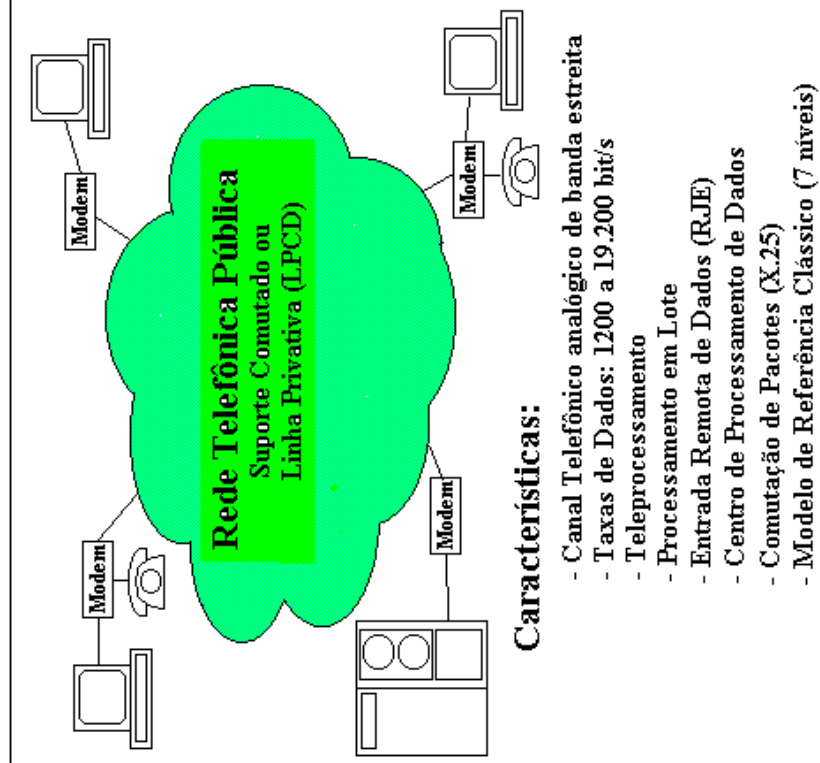 Modem
Modem
Rede Telefônica Pública
Suporte Comutado ou
Linha Privativa (LPCD)
Modem
Modem
Características:
- Canal Telefônico analógico de banda estreita
- Taxas de Dados: 1200 a 19.200 bit/s
- Teleprocessamento
- Processamento em Lote
- Entrada Remota de Dados (RJE)
- Centro de Processamento de Dados
- Comutação de Pacotes (X.25)
- Modelo de Referência Clássico (7 níveis)